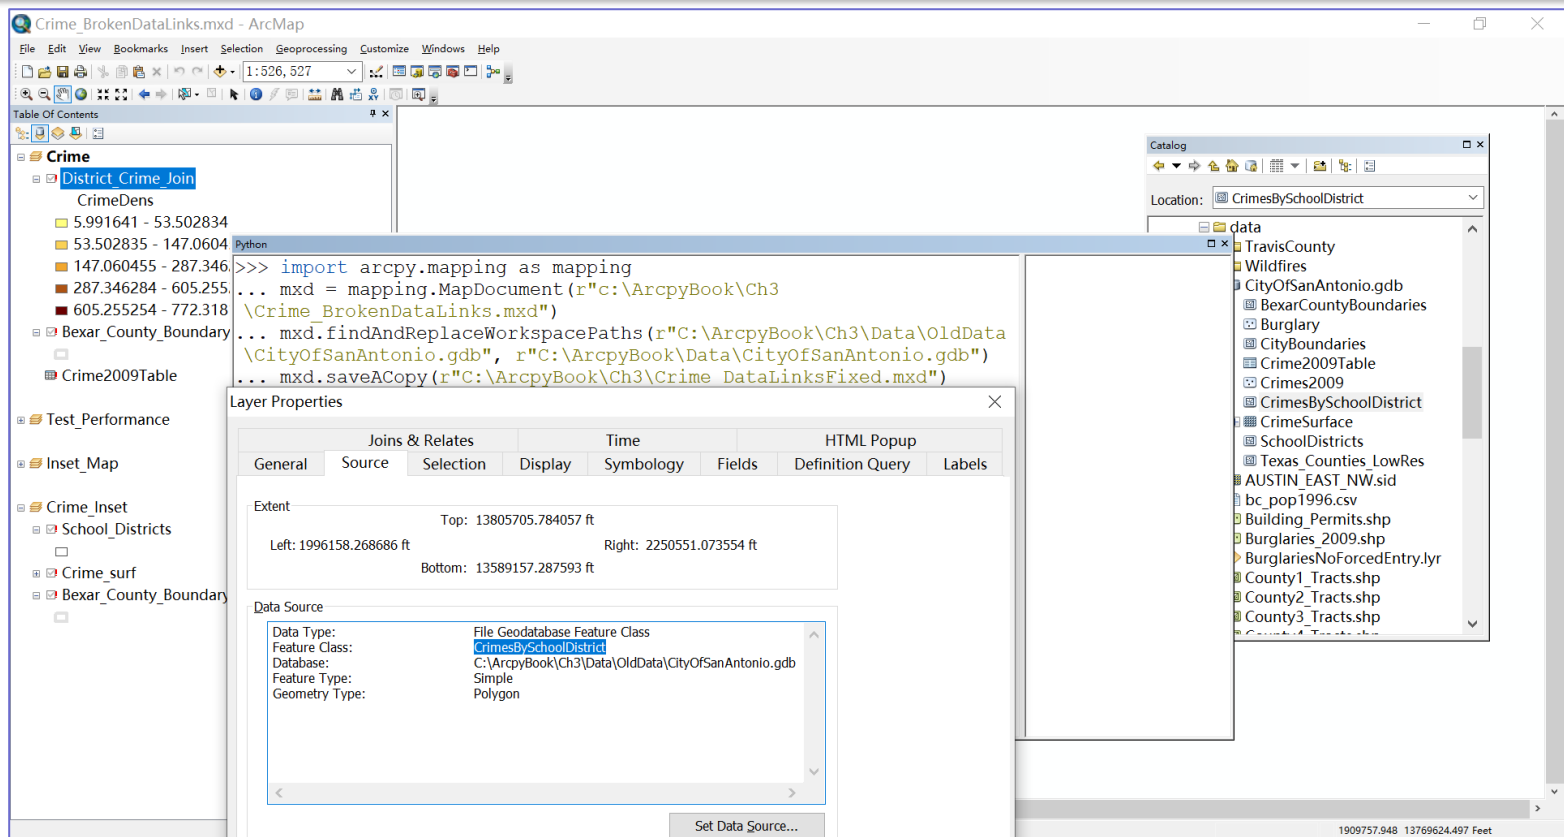 Crime_BrokenDataLinks.mxd - ArcMap
File Edit View Bookmarks Insert Selection Geoprocessing Customize Windows Help
1:526,527
Table Of Contents
Crime
District_Crime_Join
CrimeDens
5.991641 - 53.502834
53.502835 - 147.0604
147.060455 - 287.346
287.346284 - 605.255
605.255254 - 772.318
Bexar_County_Boundary
Crime2009Table
Test_Performance
Inset_Map
Crime_Inset
School_Districts
Crime_surf
Bexar_County_Boundary
Python
>>> import arcpy.mapping as mapping
... mxd = mapping.MapDocument(r"c:\ArcpyBook\Ch3
\Crime_BrokenDataLinks.mxd")
... mxd.findAndReplaceWorkspacePaths(r"C:\ArcpyBook\Ch3\Data\OldData
\CityOfSanAntonio.gdb", r"C:\ArcpyBook\Data\CityOfSanAntonio.gdb")
... mxd.saveACopy(r"C:\ArcpyBook\Ch3\Crime_DataLinksFixed.mxd")
Layer Properties
Joins & Relates Time HTML Popup
General Source Selection Display Symbology Fields Definition Query Labels
Extent
Top: 13805705.784057 ft
Left: 1996158.268686 ft Right: 2250551.073554 ft
Bottom: 13589157.287593 ft
Data Source
Data Type: File Geodatabase Feature Class
Feature Class: CrimesBySchoolDistrict
Database: C:\ArcpyBook\Ch3\Data\OldData\CityOfSanAntonio.gdb
Feature Type: Simple
Geometry Type: Polygon
Set Data Source...
Catalog
Location: CrimesBySchoolDistrict
data
TravisCounty
Wildfires
CityOfSanAntonio.gdb
BexarCountyBoundaries
Burglary
CityBoundaries
Crime2009Table
Crimes2009
CrimesBySchoolDistrict
CrimeSurface
SchoolDistricts
Texas_Counties_LowRes
AUSTIN_EAST_NW.sid
bc_pop1996.csv
Building_Permits.shp
Burglaries_2009.shp
BurglariesNoForcedEntry.lyr
County1_Tracts.shp
County2_Tracts.shp
County3_Tracts.shp
1909757.948 13769624.497 Feet